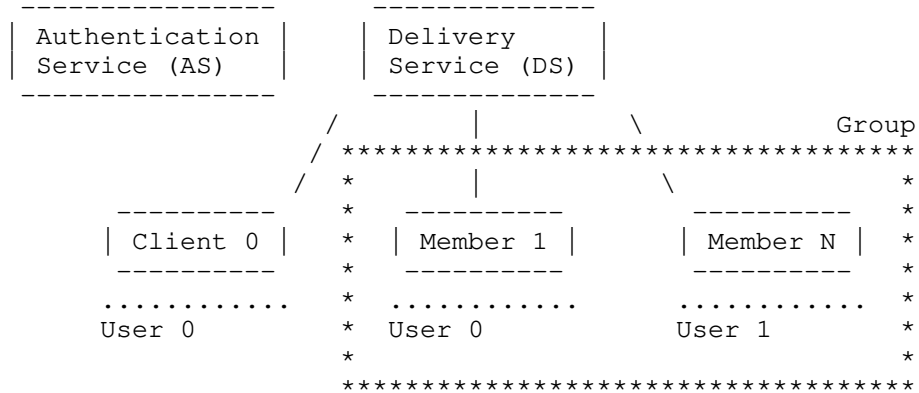 Authentication Delivery
Service (AS) Service (DS)
Group
Client 0 Member 1 Member N
............ ............ ............
User 0 User 0 User 1